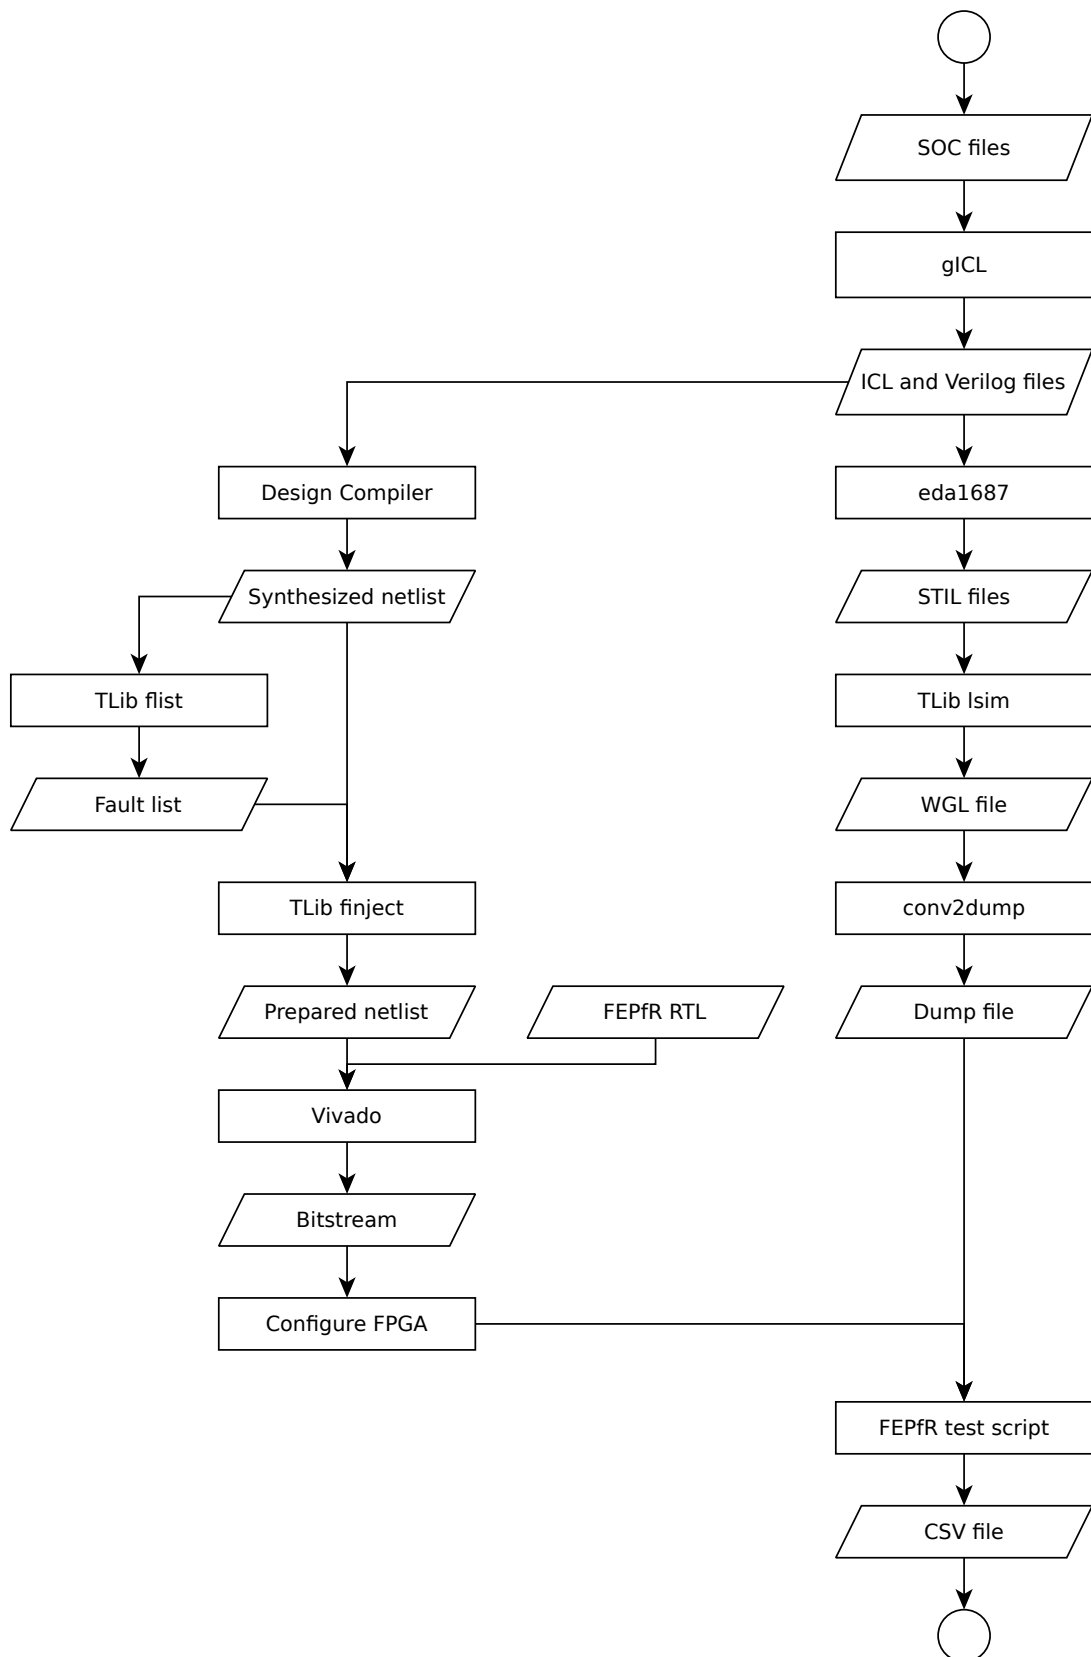 SOC files
gICL
ICL and Verilog files
Design Compiler
eda1687
Synthesized netlist
STIL files
TLib flist
TLib lsim
Fault list
WGL file
TLib finject
conv2dump
Prepared netlist
FEPfR RTL
Dump file
Vivado
Bitstream
Configure FPGA
FEPfR test script
CSV file